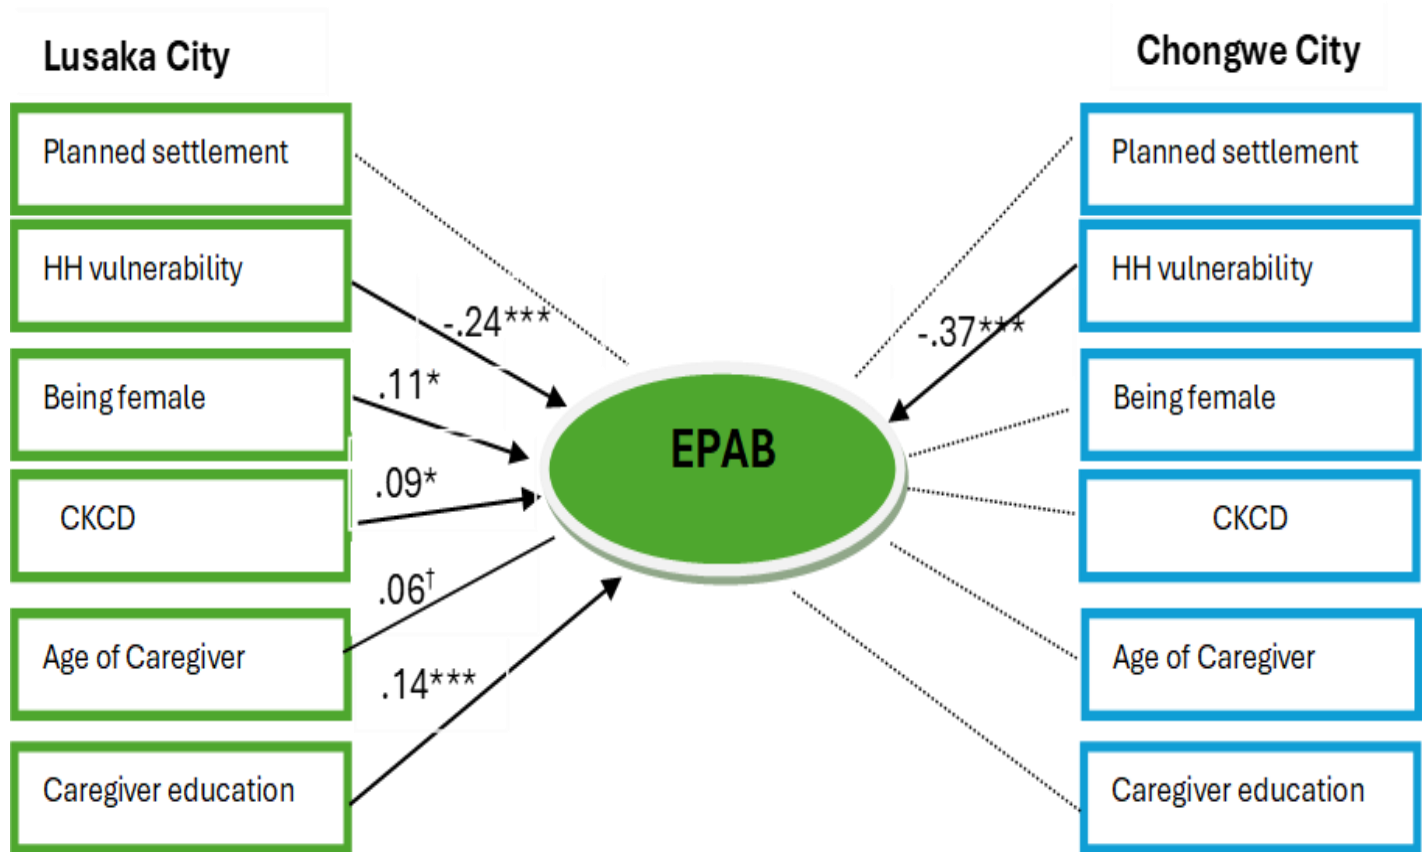 Lusaka City
Planned settlement
HH vulnerability
Being female
CKCD
Age of Caregiver
Caregiver education
-.24***
.11*
.09*
.06†
.14***
EPAB
-.37***
Chongwe City
Planned settlement
HH vulnerability
Being female
CKCD
Age of Caregiver
Caregiver education